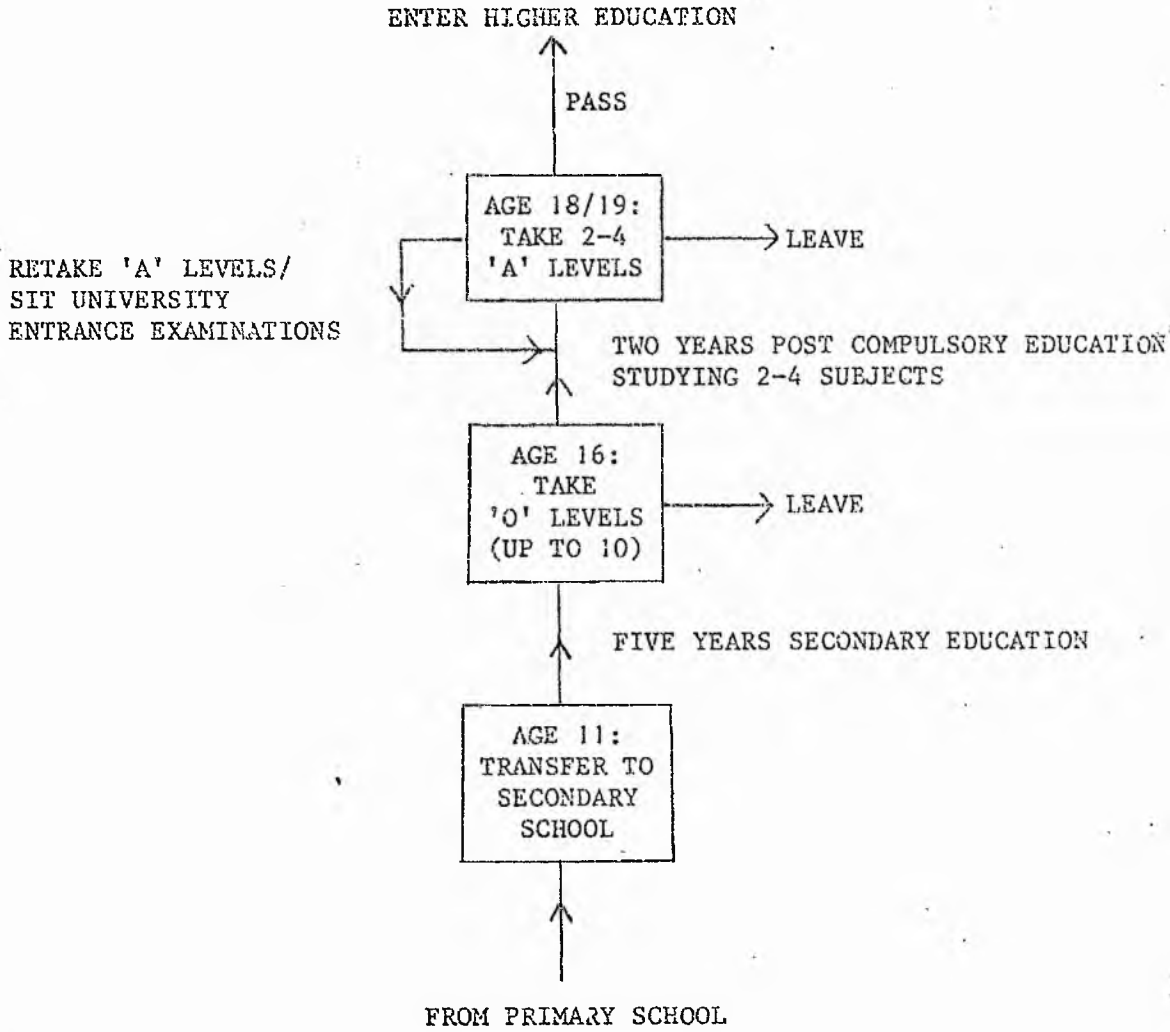 ENTER HIGHER EDUCATION
PASS
AGE 18/19:
TAKE 2-4
'A' LEVELS
LEAVE
RETAKE 'A' LEVELS/
SIT UNIVERSITY
ENTRANCE EXAMINATIONS
TWO YEARS POST COMPULSORY EDUCATION
STUDYING 2-4 SUBJECTS
AGE 16:
TAKE
'O' LEVELS
(UP TO 10)
LEAVE
FIVE YEARS SECONDARY EDUCATION
AGE 11:
TRANSFER TO
SECONDARY
SCHOOL
FROM PRIMARY SCHOOL